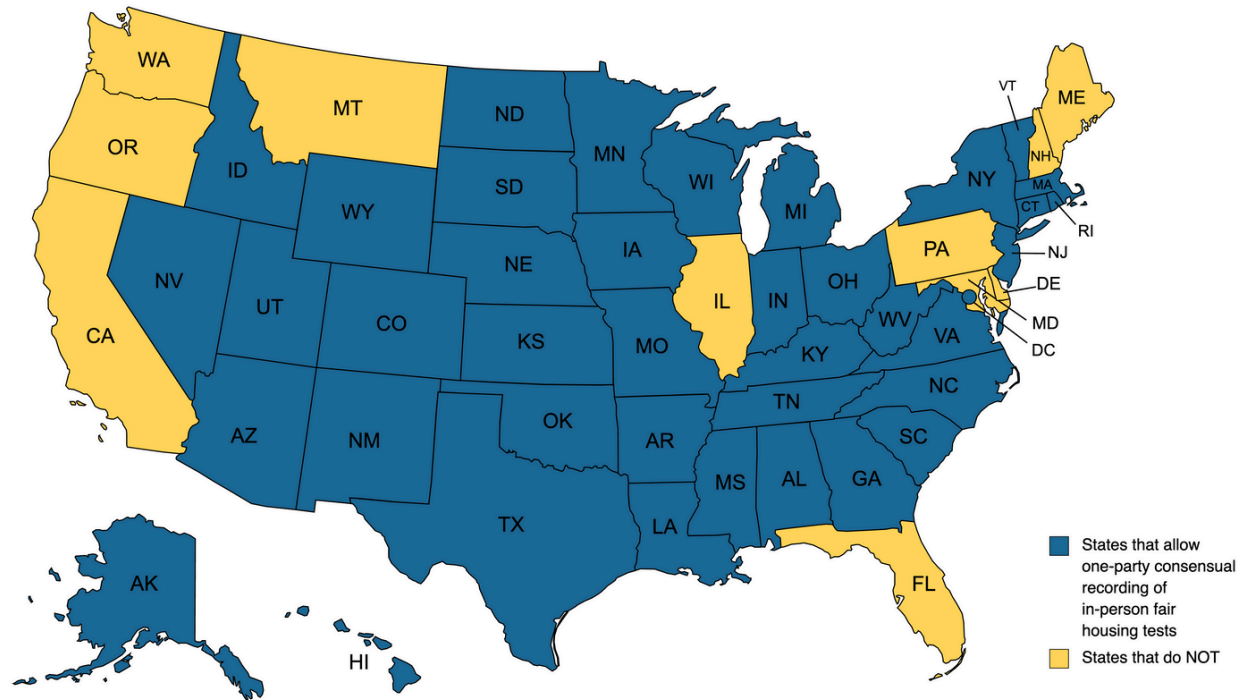 WA
MT
ND
MN
VT
ME
OR
ID
SD
WI
MI
NY
NH
MA
CT
RI
WY
IA
NE
PA
NJ
NV
UT
CO
IL
IN
OH
DE
CA
KS
MO
WV
VA
MD
KY
DC
NC
TN
AZ
NM
OK
AR
SC
MS
AL
GA
TX
LA
AK
FL
HI
States that allow
one-party consensual
recording of
in-person fair
housing tests
States that do NOT